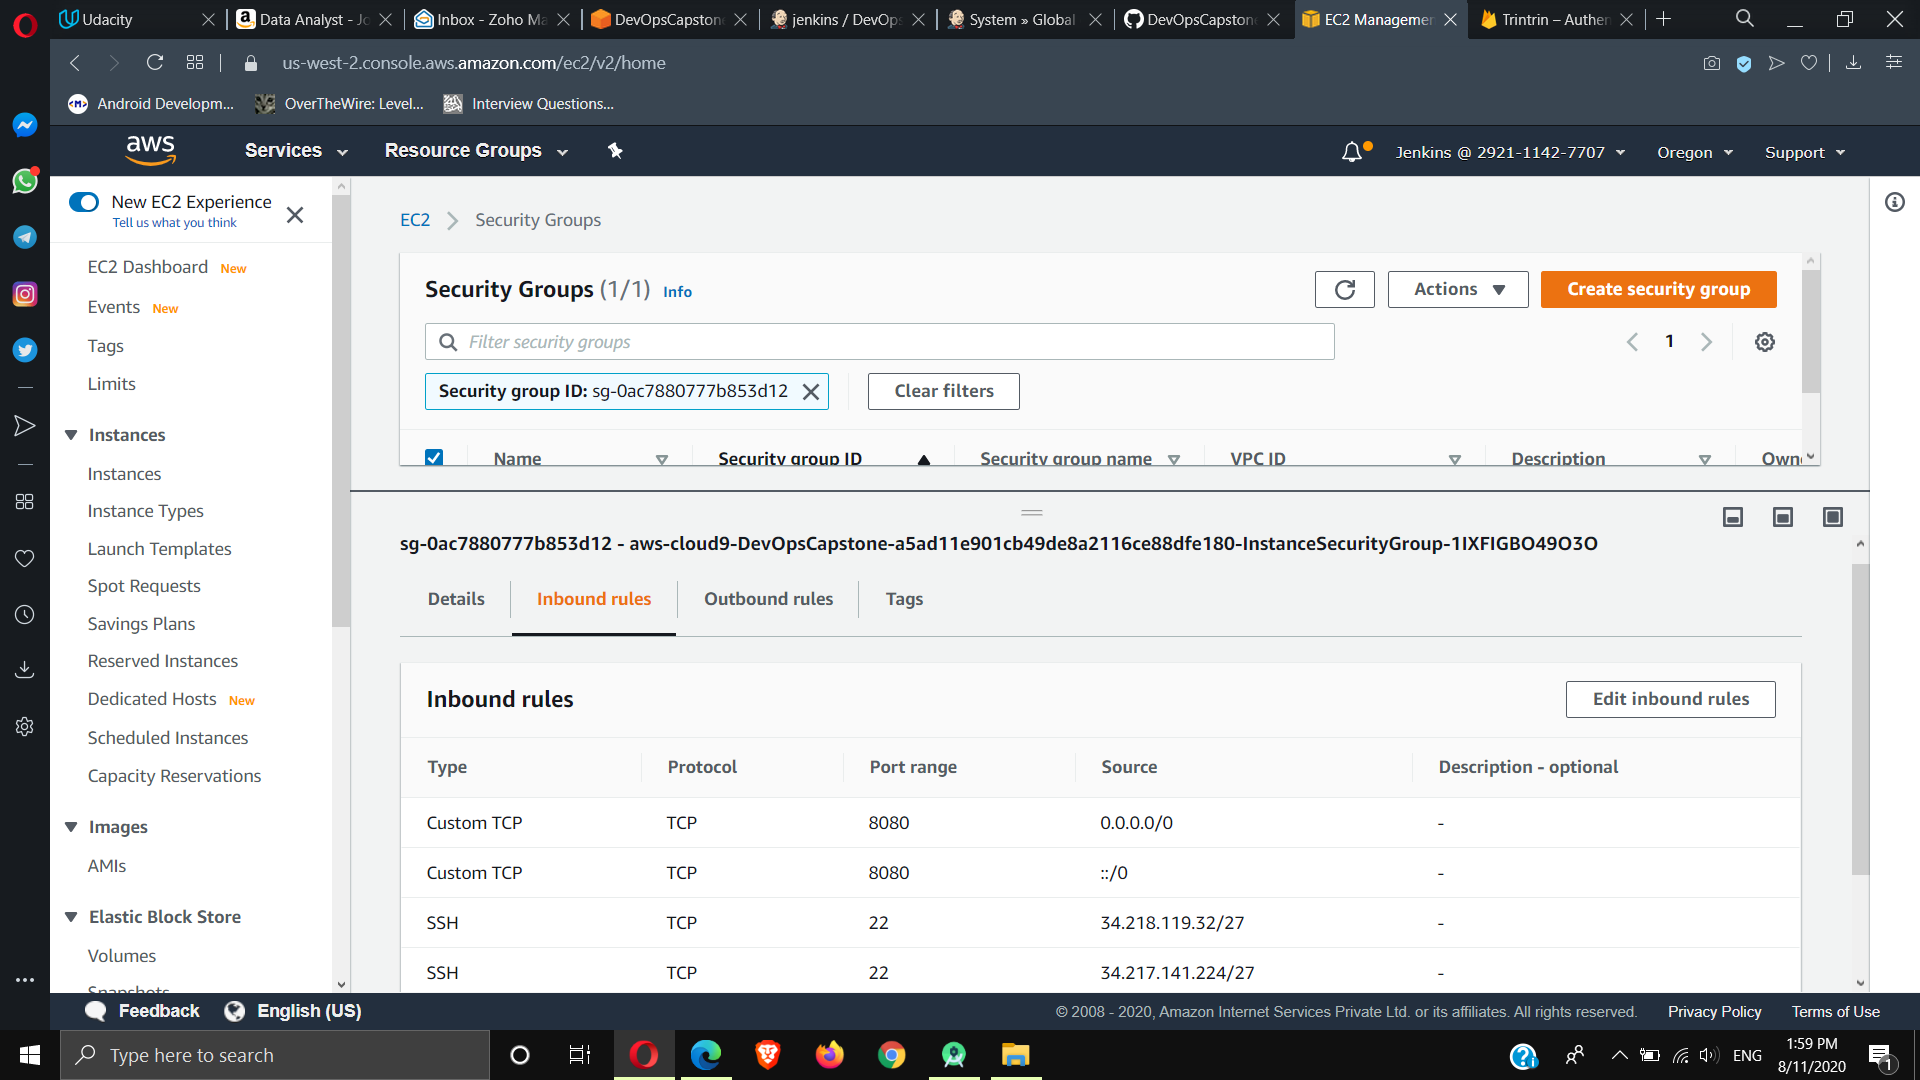 Udacity
Data Analyst - Jo
Inbox - Zoho Ma
DevOpsCapstone
jenkins / DevOps
System » Global
DevOpsCapstone
EC2 Managemen
Trintrin – Authen
us-west-2.console.aws.amazon.com/ec2/v2/home
Android Developm...
OverTheWire: Level...
Interview Questions...
aws
Services
Resource Groups
Jenkins @ 2921-1142-7707
Oregon
Support
New EC2 Experience
Tell us what you think
EC2 Dashboard New
Events New
Tags
Limits
Instances
Instances
Instance Types
Launch Templates
Spot Requests
Savings Plans
Reserved Instances
Dedicated Hosts New
Scheduled Instances
Capacity Reservations
Images
AMIs
Elastic Block Store
Volumes
Snapshots
EC2
Security Groups
Security Groups (1/1) Info
Actions
Create security group
Filter security groups
1
Security group ID: sg-0ac7880777b853d12
Clear filters
Name
Security group ID
Security group name
VPC ID
Description
Owne
sg-0ac7880777b853d12 - aws-cloud9-DevOpsCapstone-a5ad11e901cb49de8a2116ce88dfe180-InstanceSecurityGroup-1IXFIGBO49O3O
Details
Inbound rules
Outbound rules
Tags
Inbound rules
Edit inbound rules
Type Protocol Port range Source Description - optional
Custom TCP TCP 8080 0.0.0.0/0 -
Custom TCP TCP 8080 ::/0 -
SSH TCP 22 34.218.119.32/27 -
SSH TCP 22 34.217.141.224/27 -
Feedback
English (US)
© 2008 - 2020, Amazon Internet Services Private Ltd. or its affiliates. All rights reserved.
Privacy Policy
Terms of Use
Type here to search
ENG
1:59 PM
8/11/2020
1